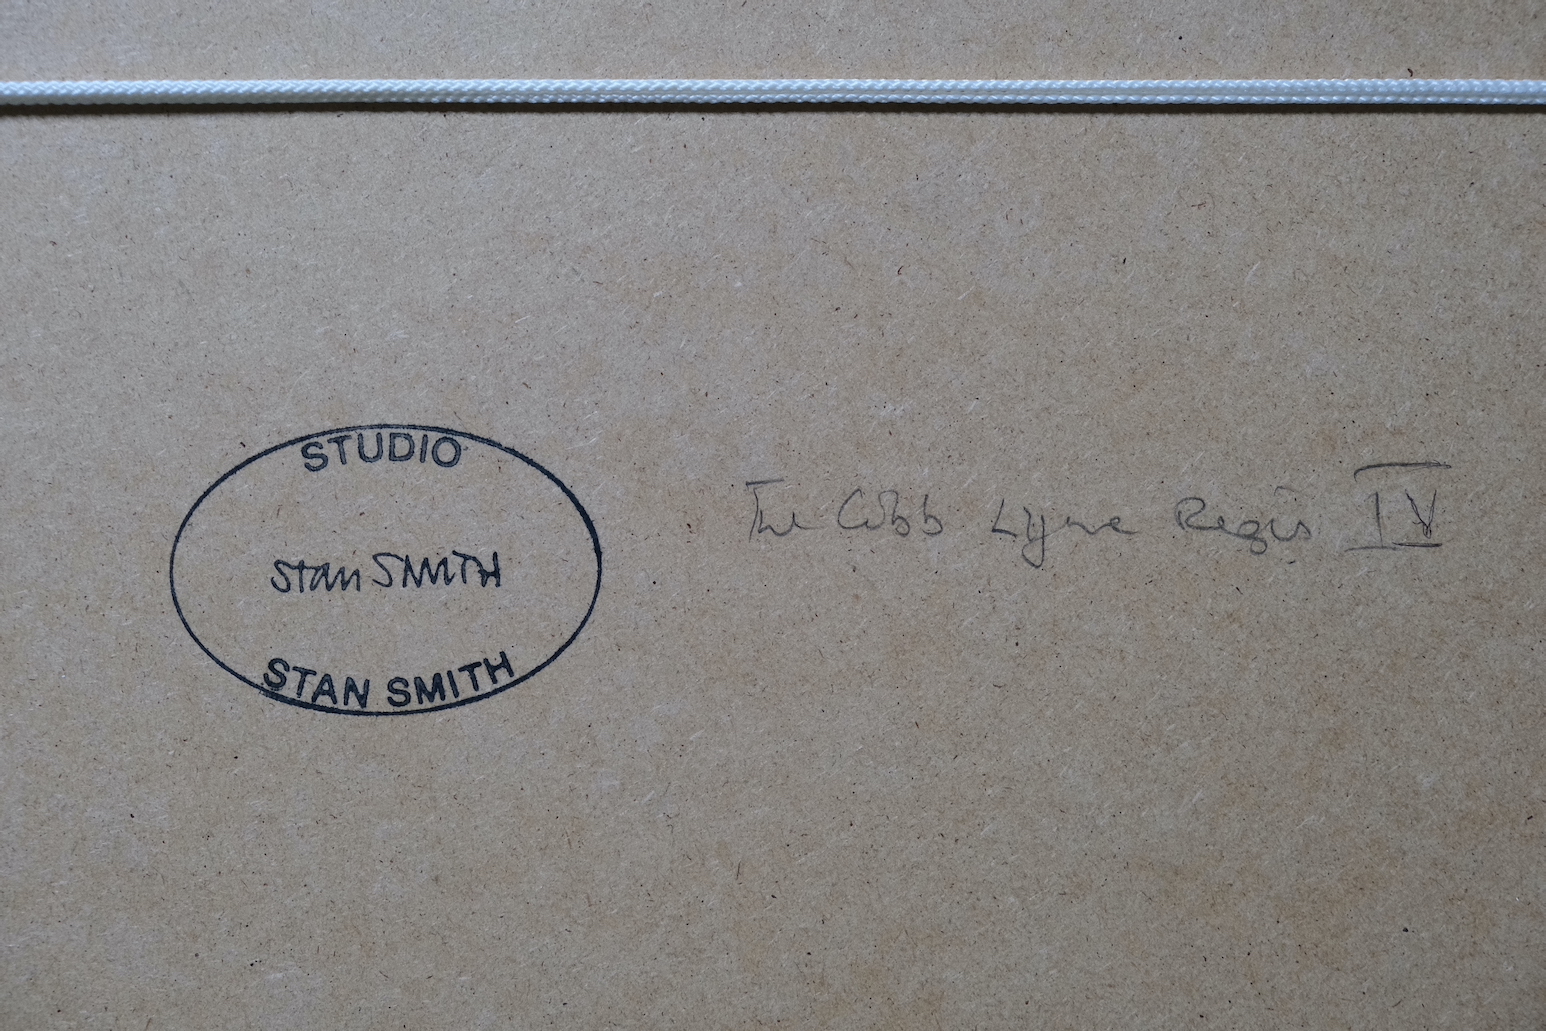 STUDIO
Stan SMITH
STAN SMITH
The Cobb Lyme Regis IV